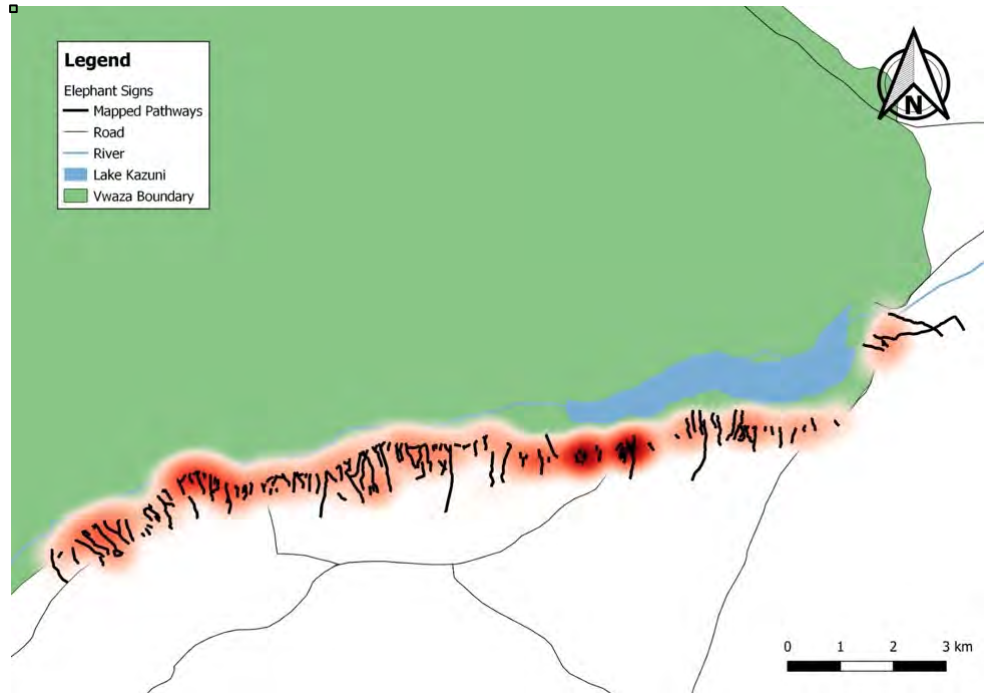 Legend
Elephant Signs
Mapped Pathways
Road
River
Lake Kazuni
Vwaza Boundary
N
0 1 2 3 km